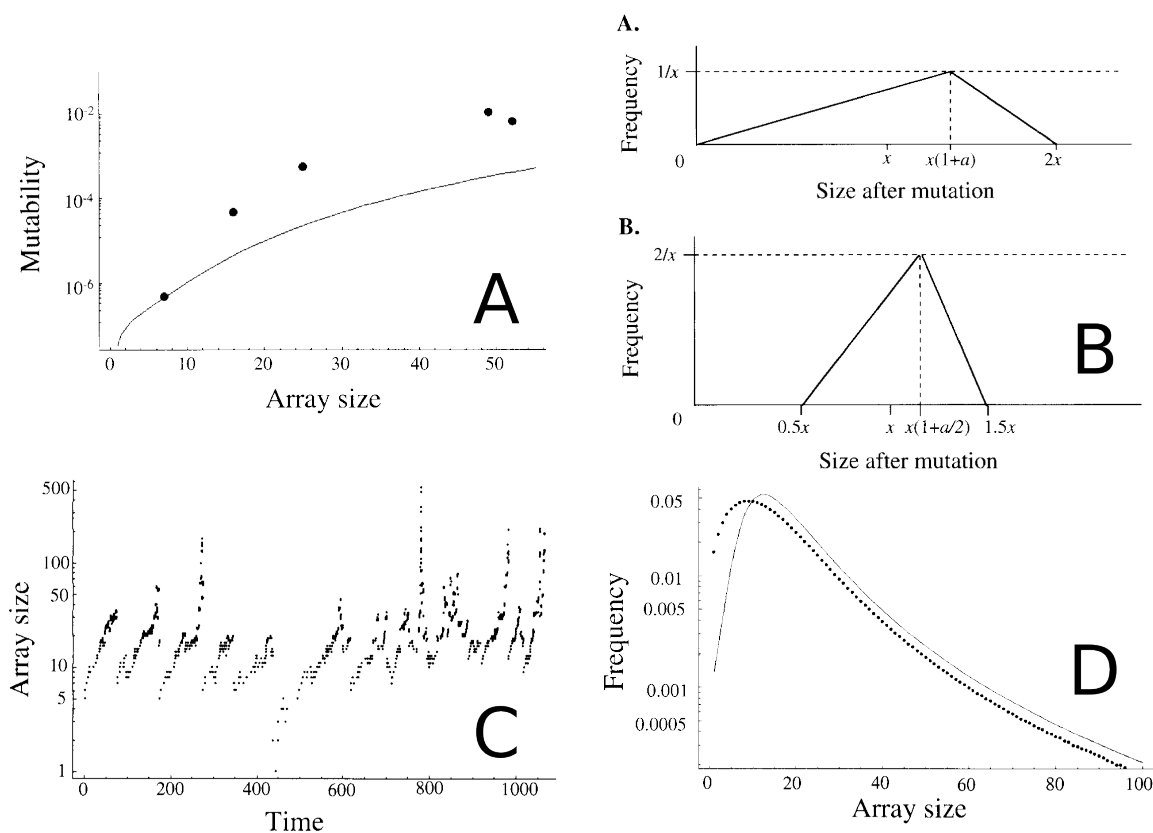 10-2
10-4
10-6
Mutability
A
0 10 20 30 40 50
Array size
A.
1/x
Frequency
0
x x(1+a) 2x
Size after mutation
B.
2/x
Frequency
B
0
0.5x x x(1+a/2) 1.5x
Size after mutation
500
100
50
10
5
1
Array size
C
0 200 400 600 800 1000
Time
0.05
0.01
0.005
0.001
0.0005
Frequency
D
0 20 40 60 80 100
Array size